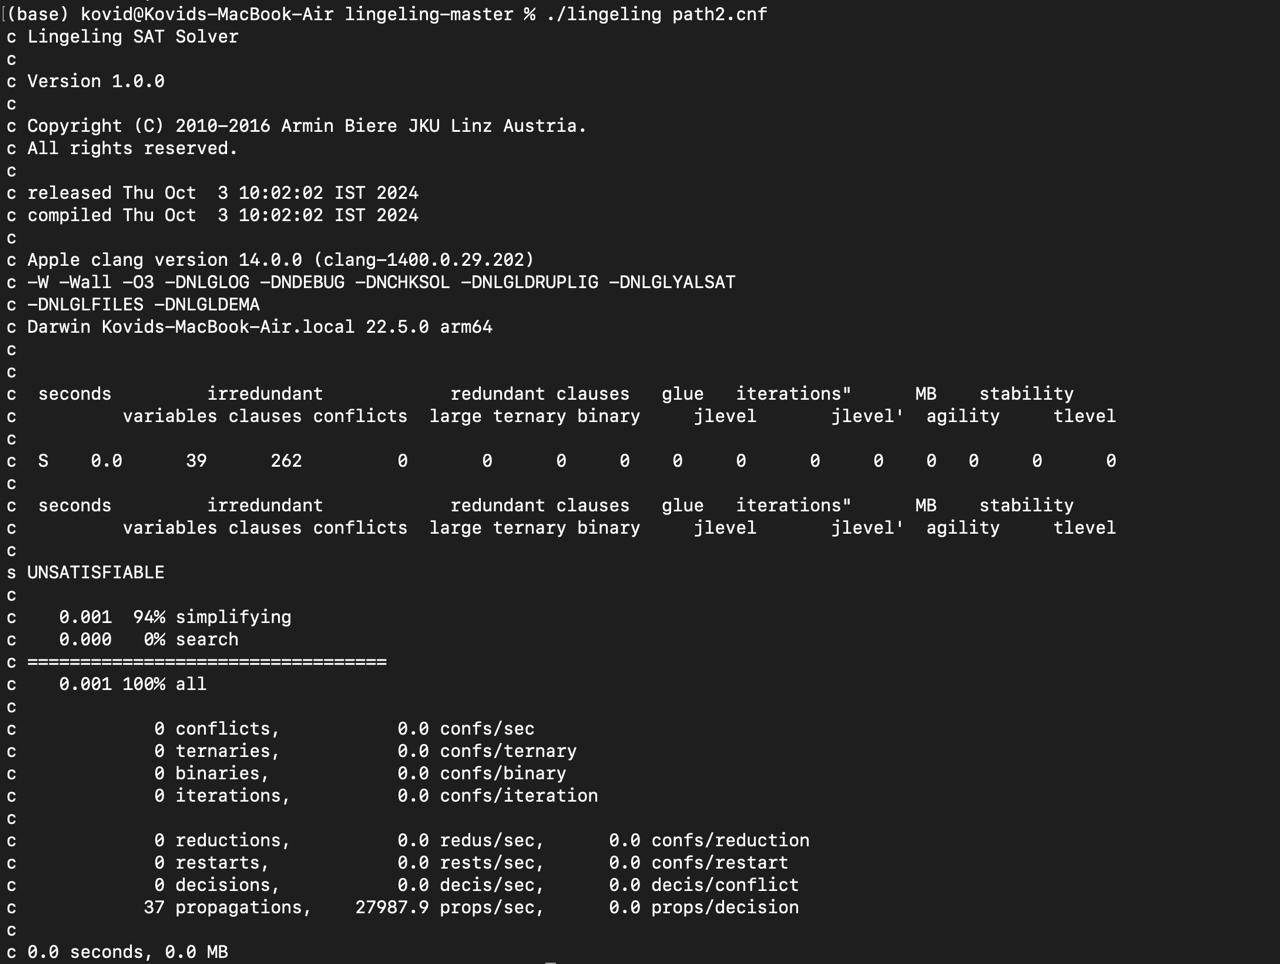 (base) kovid@Kovids-MacBook-Air lingeling-master % ./lingeling path2.cnf
c Lingeling SAT Solver
c
c Version 1.0.0
c
c Copyright (C) 2010-2016 Armin Biere JKU Linz Austria.
c All rights reserved.
c
c released Thu Oct  3 10:02:02 IST 2024
c compiled Thu Oct  3 10:02:02 IST 2024
c
c Apple clang version 14.0.0 (clang-1400.0.29.202)
c -W -Wall -O3 -DNLGLOG -DNDEBUG -DNCHKSOL -DNLGLDRUPLIG -DNLGLYALSAT
c -DNLGLFILES -DNLGLDEMA
c Darwin Kovids-MacBook-Air.local 22.5.0 arm64
c
c
c  seconds         irredundant            redundant clauses   glue   iterations"      MB    stability
c          variables clauses conflicts  large ternary binary     jlevel       jlevel'  agility     tlevel
c
c  S    0.0      39      262         0       0      0     0    0     0      0     0    0   0     0      0
c
c  seconds         irredundant            redundant clauses   glue   iterations"      MB    stability
c          variables clauses conflicts  large ternary binary     jlevel       jlevel'  agility     tlevel
c
s UNSATISFIABLE
c
c    0.001  94% simplifying
c    0.000   0% search
c ==================================
c    0.001 100% all
c
c             0 conflicts,           0.0 confs/sec
c             0 ternaries,           0.0 confs/ternary
c             0 binaries,            0.0 confs/binary
c             0 iterations,          0.0 confs/iteration
c
c             0 reductions,          0.0 redus/sec,      0.0 confs/reduction
c             0 restarts,            0.0 rests/sec,      0.0 confs/restart
c             0 decisions,           0.0 decis/sec,      0.0 decis/conflict
c            37 propagations,    27987.9 props/sec,      0.0 props/decision
c
c 0.0 seconds, 0.0 MB